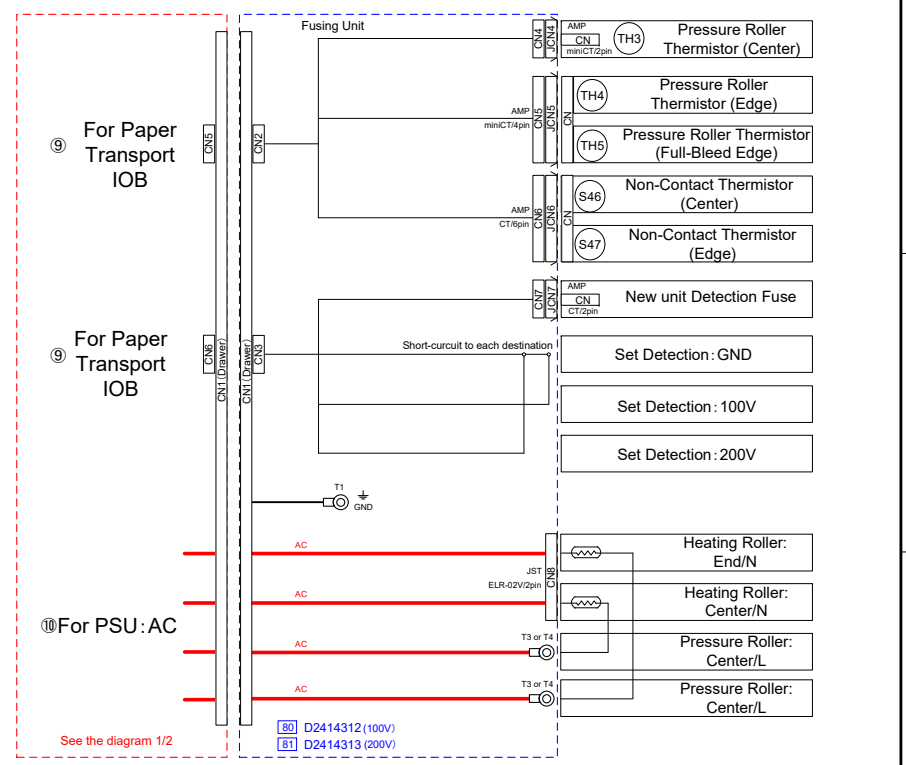 Fusing Unit
CN4
JCN4
AMP
CN
miniCT/2pin
TH3
Pressure Roller
Thermistor (Center)
⑨
For Paper
Transport
IOB
CN5
CN2
AMP
miniCT/4pin
CN5
JCN5
CN
TH4
Pressure Roller
Thermistor (Edge)
TH5
Pressure Roller Thermistor
(Full-Bleed Edge)
AMP
CT/6pin
CN6
JCN6
CN
S46
Non-Contact Thermistor
(Center)
S47
Non-Contact Thermistor
(Edge)
CN7
JCN7
AMP
CN
CT/2pin
New unit Detection Fuse
⑨
For Paper
Transport
IOB
CN6
CN1(Drawer)
CN1(Drawer)
CN3
Short-curcuit to each destination
Set Detection:GND
Set Detection:100V
Set Detection:200V
T1
GND
AC
JST
ELR-02V/2pin
CN8
Heating Roller:
End/N
AC
Heating Roller:
Center/N
⑩For PSU:AC
AC
T3 or T4
Pressure Roller:
Center/L
AC
T3 or T4
Pressure Roller:
Center/L
80 D2414312(100V)
81 D2414313(200V)
See the diagram 1/2